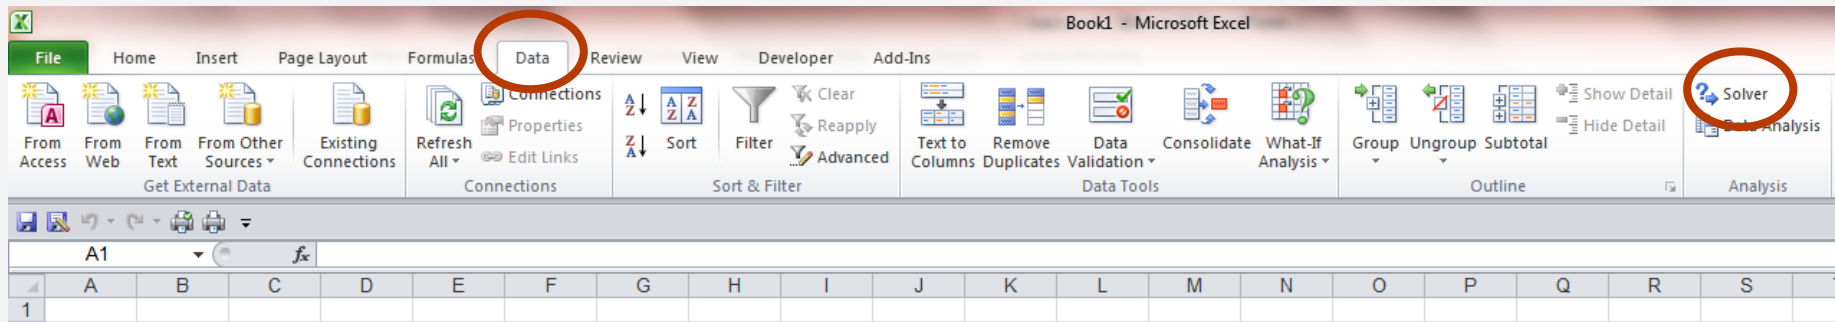 Book1 - Microsoft Excel
File Home Insert Page Layout Formulas Data Review View Developer Add-Ins
From Access
From Web
From Text
From Other Sources
Existing Connections
Get External Data
Refresh All
Connections
Properties
Edit Links
Connections
Sort
Filter
Clear
Reapply
Advanced
Sort & Filter
Text to Columns
Remove Duplicates
Data Validation
Consolidate
What-If Analysis
Data Tools
Group
Ungroup
Subtotal
Show Detail
Hide Detail
Outline
Solver
Data Analysis
Analysis
A1 fx
A B C D E F G H I J K L M N O P Q R S
1